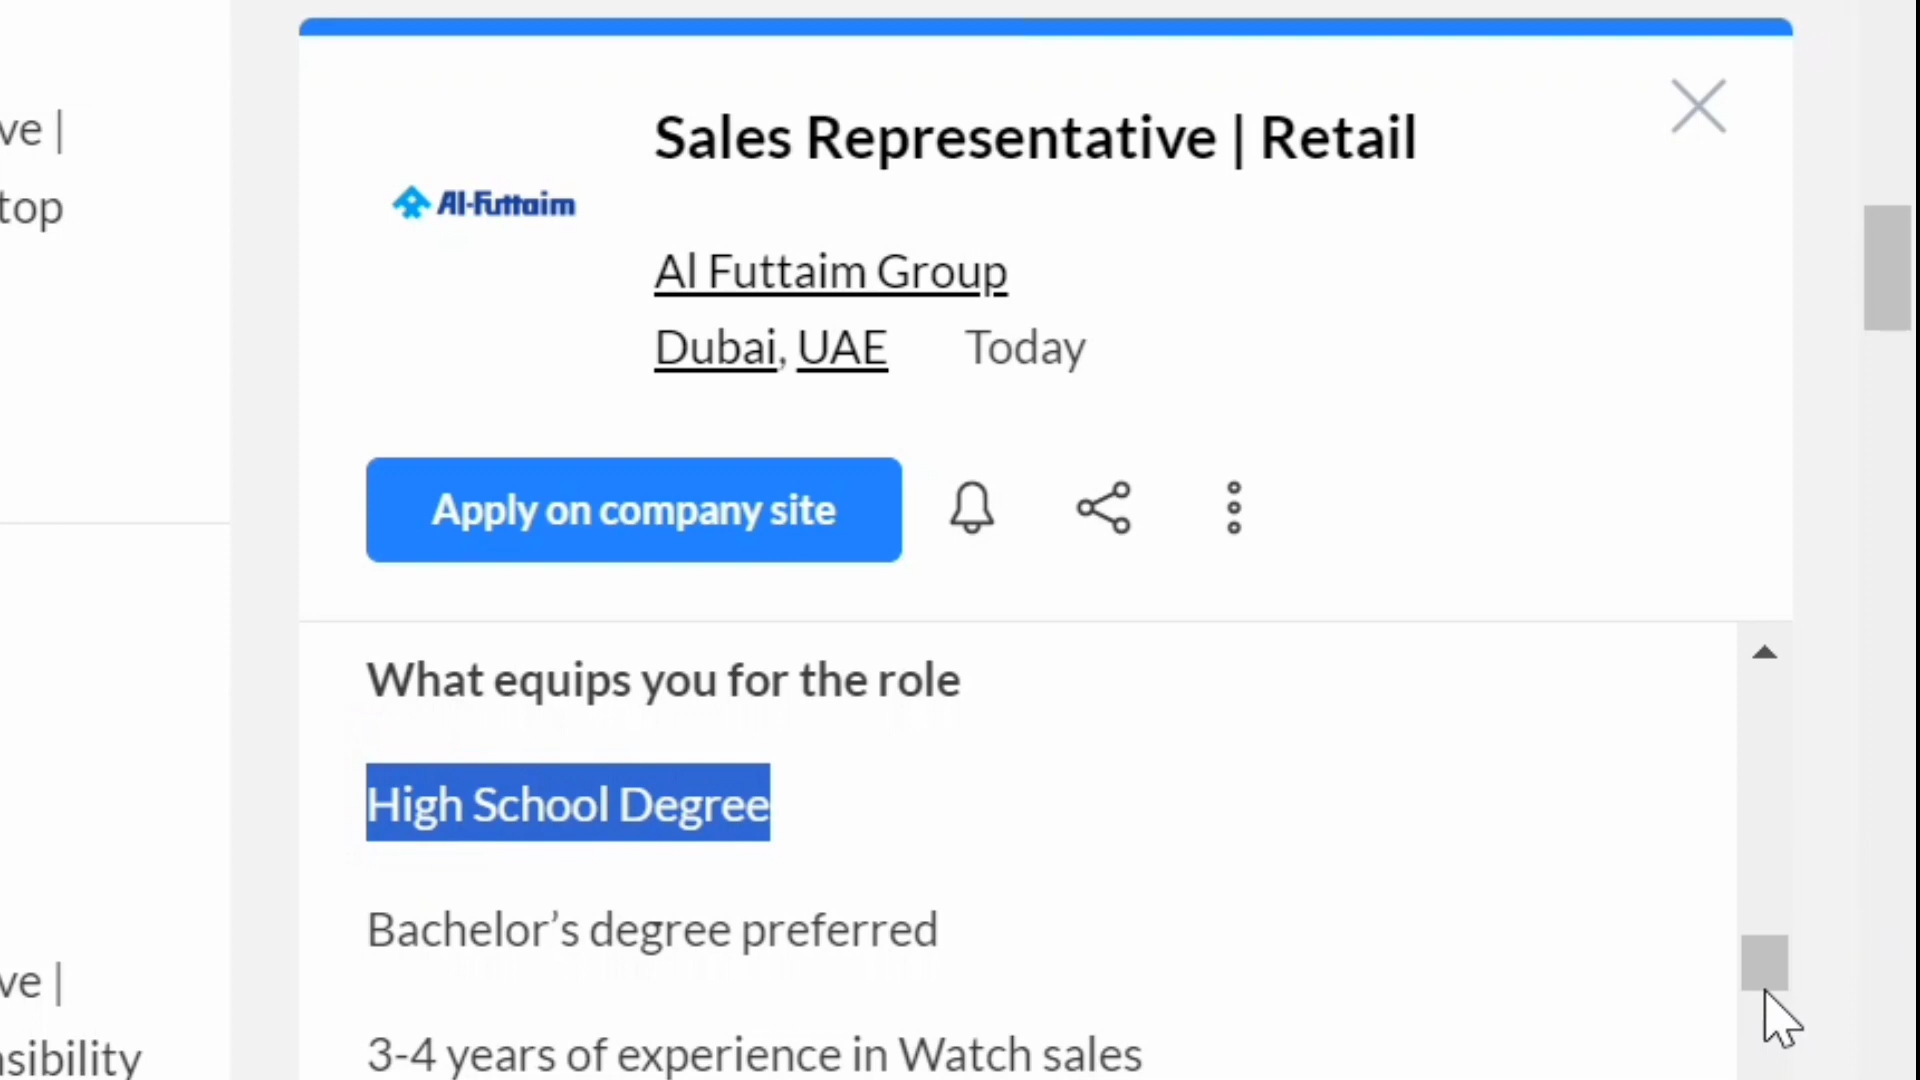 ve |
top
ve |
sibility
Sales Representative | Retail
Al-Futtaim
Al Futtaim Group
Dubai, UAE Today
Apply on company site
What equips you for the role
High School Degree
Bachelor’s degree preferred
3-4 years of experience in Watch sales